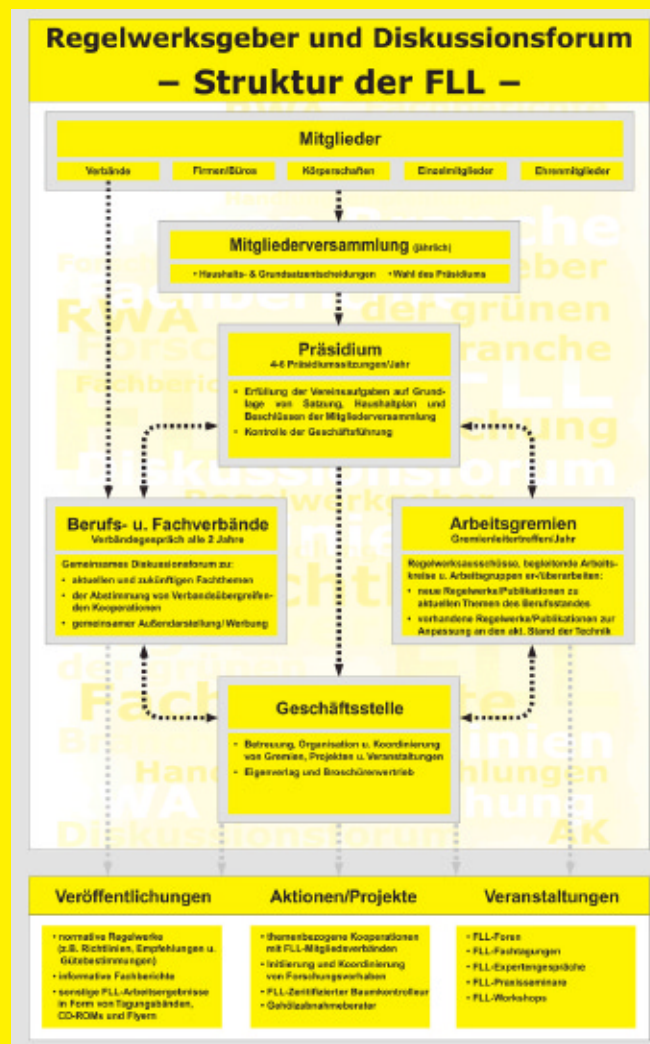 Regelwerksgeber und Diskussionsforum
– Struktur der FLL –
Mitglieder
Verbände
Firmen/Büros
Körperschaften
Einzelmitglieder
Ehrenmitglieder
Mitgliederversammlung (jährlich)
• Haushalts- & Grundsatzentscheidungen • Wahl des Präsidiums
Präsidium
4-6 Präsidiumssitzungen/Jahr
• Erfüllung der Vereinsaufgaben auf Grund-
lage von Satzung, Haushaltplan und
Beschlüssen der Mitgliederversammlung
• Kontrolle der Geschäftsführung
Berufs- u. Fachverbände
Verbändegespräch alle 2 Jahre
Gemeinsames Diskussionsforum zu:
• aktuellen und zukünftigen Fachthemen
• der Abstimmung von Verbandsübergreifen-
den Kooperationen
• gemeinsamer Außendarstellung/Werbung
Arbeitsgremien
Gremienleitertreffen/Jahr
Regelwerksausschüsse, begleitende Arbeits-
kreise u. Arbeitsgruppen er-/überarbeiten:
• neue Regelwerke/Publikationen zu
aktuellen Themen des Berufsstandes
• vorhandene Regelwerke/Publikationen zur
Anpassung an den akt. Stand der Technik
Geschäftsstelle
• Betreuung, Organisation u. Koordinierung
von Gremien, Projekten u. Veranstaltungen
• Eigenverlag und Broschürenvertrieb
Veröffentlichungen
• normative Regelwerke
(z.B. Richtlinien, Empfehlungen u.
Gütebestimmungen)
• informative Fachberichte
• sonstige FLL-Arbeitsergebnisse
in Form von Tagungsbänden,
CD-ROMs und Flyern
Aktionen/Projekte
• themenbezogene Kooperationen
mit FLL-Mitgliedsverbänden
• Initiierung und Koordinierung
von Forschungsvorhaben
• FLL-Zertifizierter Baumkontrolleur
• Gehölzabnahmeberater
Veranstaltungen
• FLL-Foren
• FLL-Fachtagungen
• FLL-Expertengespräche
• FLL-Praxisseminare
• FLL-Workshops